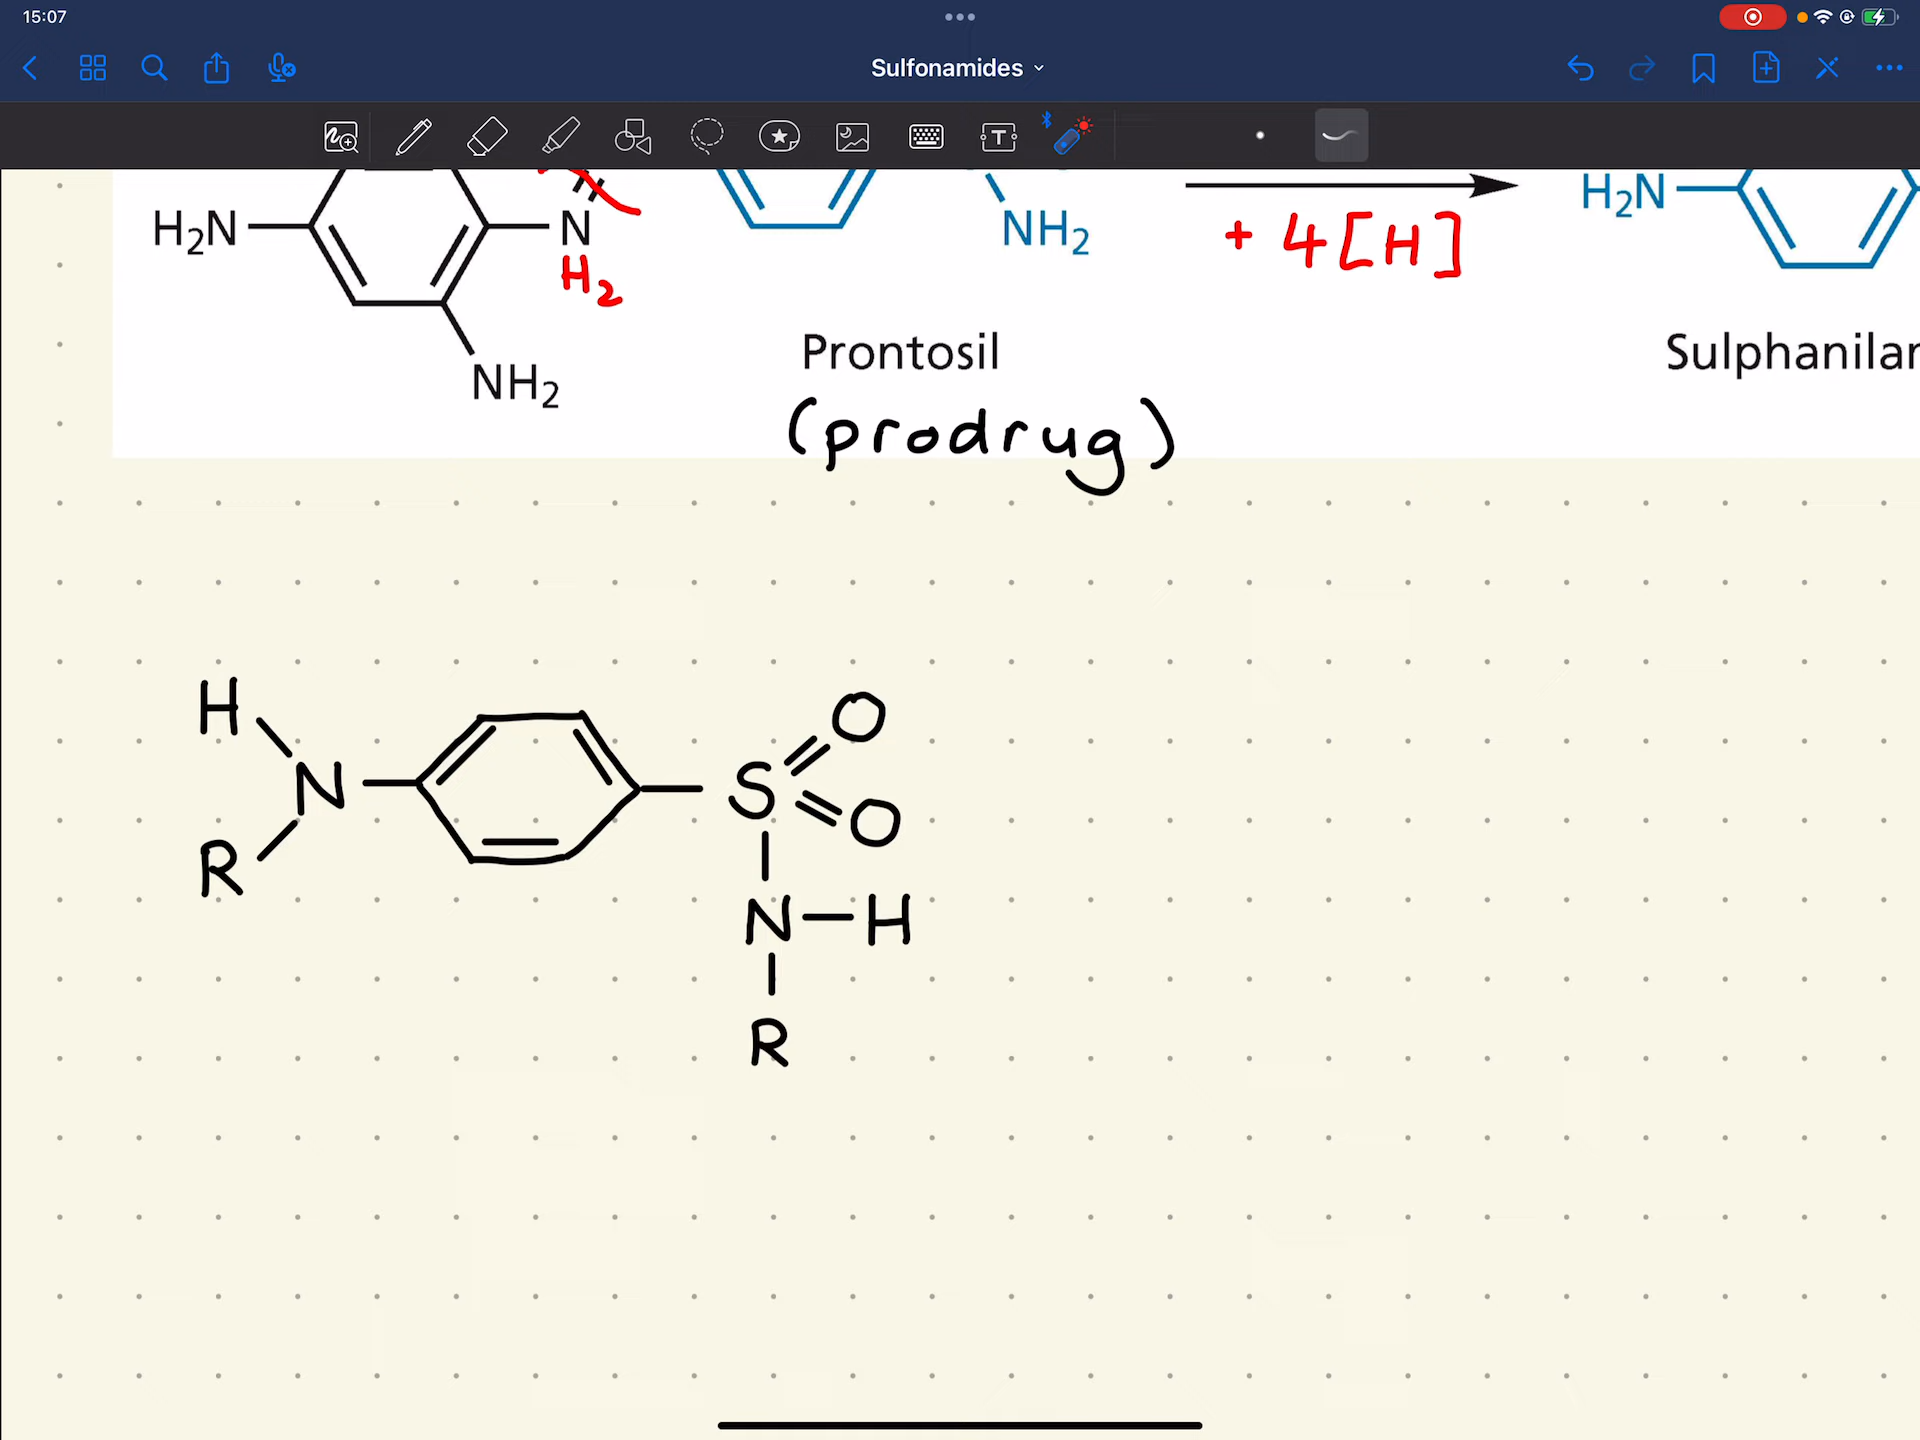 15:07
Sulfonamides
H₂N
N
H₂
NH₂
NH₂
+ 4[H]
H₂N
Prontosil
Sulphanilar
(prodrug)
H
N
R
S
O
O
N
H
R